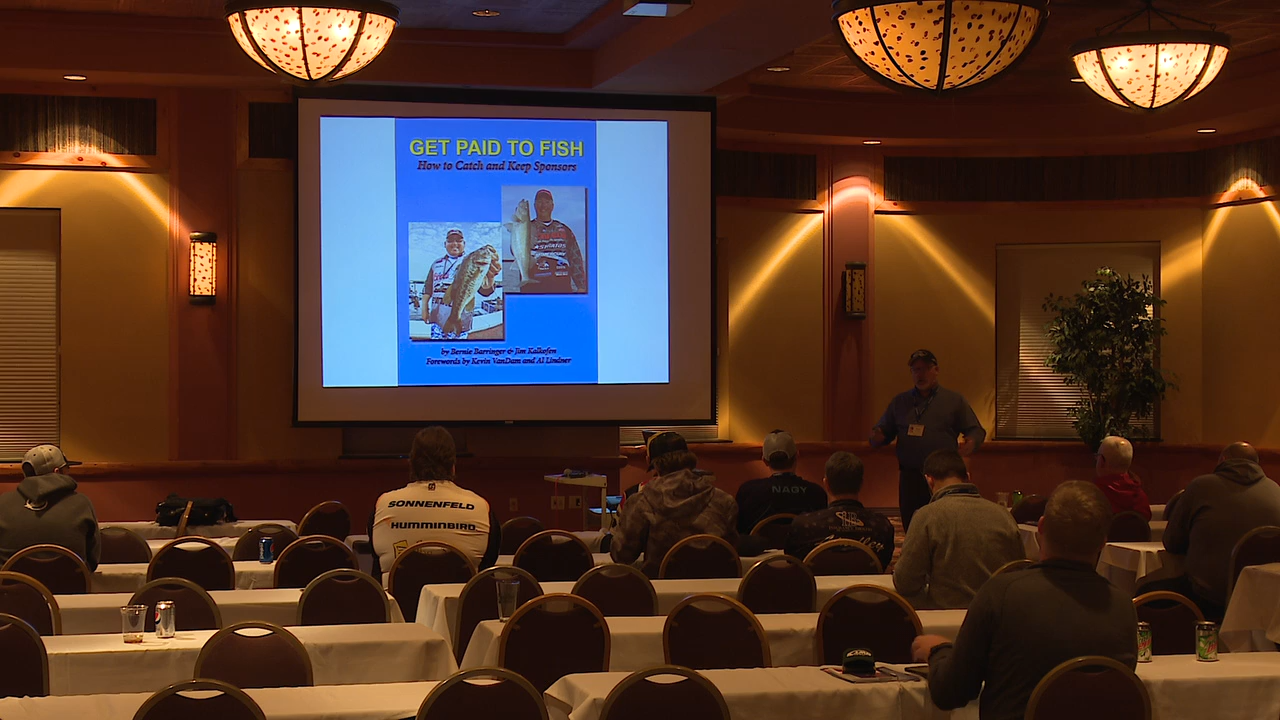 GET PAID TO FISH
How to Catch and Keep Sponsors
by Bernie Barringer & Jim Kalkofen
Forewords by Kevin VanDam and Al Lindner
SONNENFELD
HUMMINBIRD
NAGY